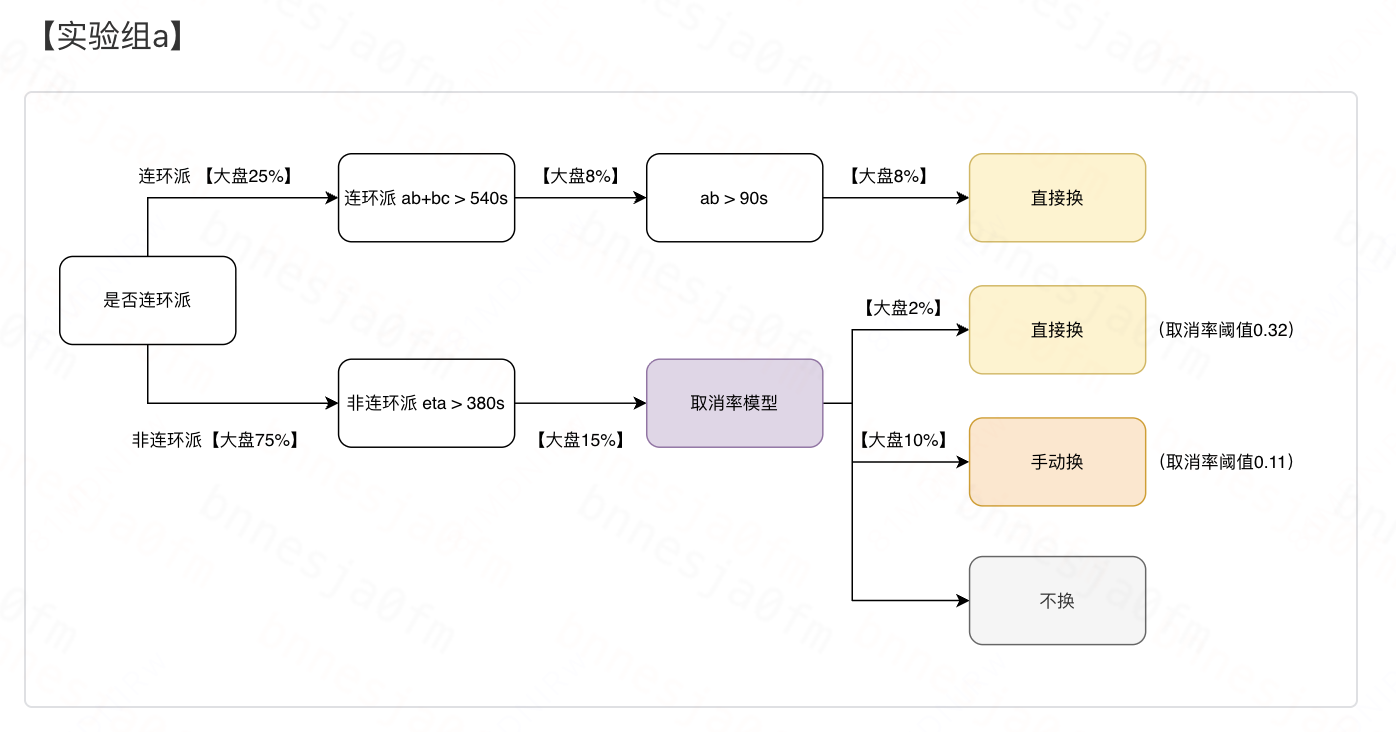 【实验组a】
连环派 【大盘25%】
连环派 ab+bc > 540s
【大盘8%】
ab > 90s
【大盘8%】
直接换
是否连环派
【大盘2%】
直接换
（取消率阈值0.32）
非连环派 eta > 380s
取消率模型
非连环派【大盘75%】
【大盘15%】
【大盘10%】
手动换
（取消率阈值0.11）
不换
bnnesja0fm